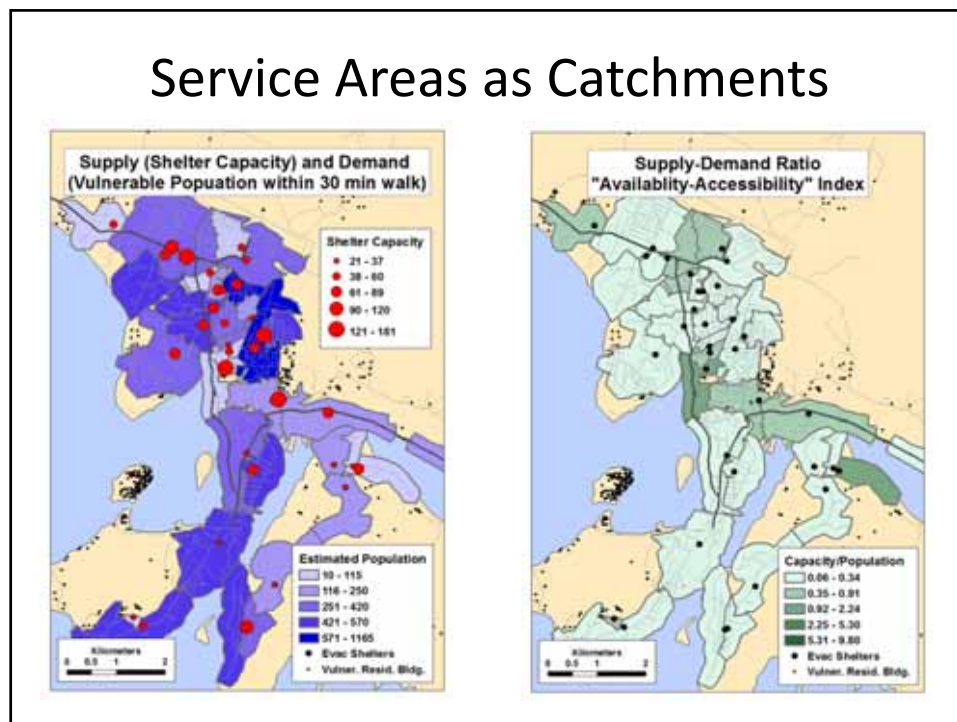 Service Areas as Catchments
Supply (Shelter Capacity) and Demand
(Vulnerable Popuation within 30 min walk)
Shelter Capacity
21 - 37
38 - 60
61 - 89
90 - 120
121 - 181
Estimated Population
10 - 115
116 - 250
251 - 420
421 - 570
571 - 1165
Evac Shelters
Vulner. Resid. Bldg.
Kilometers
0 0.5 1 2
Supply-Demand Ratio
"Availablity-Accessibility" Index
Capacity/Population
0.06 - 0.34
0.35 - 0.91
0.92 - 2.24
2.25 - 5.30
5.31 - 9.80
Evac Shelters
Vulner. Resid. Bldg.
Kilometers
0 0.5 1 2